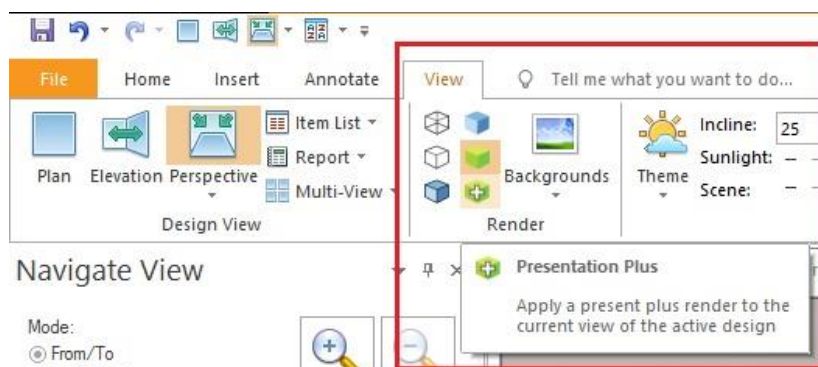 File Home Insert Annotate View Tell me what you want to do...
Item List
Report
Multi-View
Plan Elevation Perspective
Design View
Backgrounds
Render
Theme
Incline: 25
Sunlight: --
Scene: --
Navigate View
Mode:
From/To
Presentation Plus
Apply a present plus render to the
current view of the active design